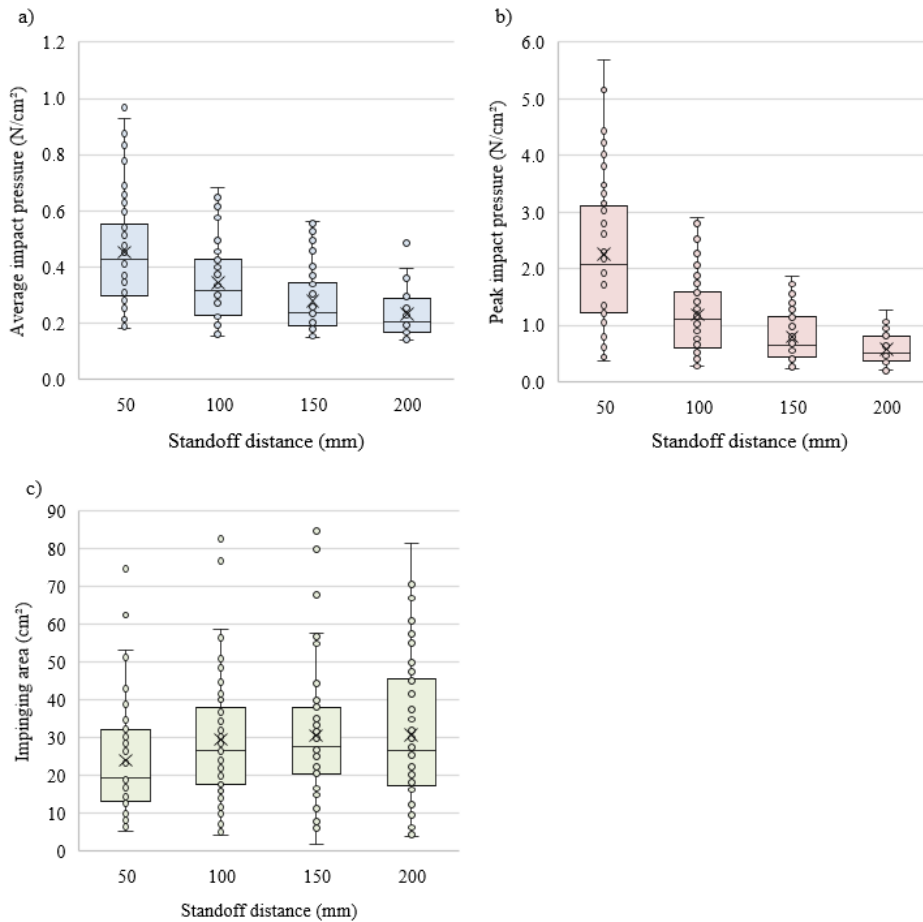 a)
1.2
1.0
0.8
0.6
0.4
0.2
0.0
Average impact pressure (N/cm²)
50 100 150 200
Standoff distance (mm)
b)
6.0
5.0
4.0
3.0
2.0
1.0
0.0
Peak impact pressure (N/cm²)
50 100 150 200
Standoff distance (mm)
c)
90
80
70
60
50
40
30
20
10
0
Impinging area (cm²)
50 100 150 200
Standoff distance (mm)